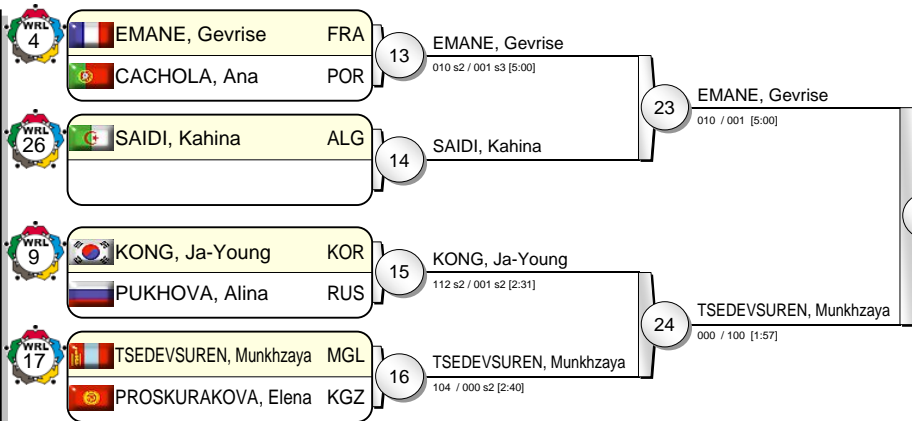 WRL
4
EMANE, Gevrise FRA
CACHOLA, Ana POR
13
EMANE, Gevrise
010 s2 / 001 s3 [5:00]
WRL
26
SAIDI, Kahina ALG
14
SAIDI, Kahina
23
EMANE, Gevrise
010 / 001 [5:00]
WRL
9
KONG, Ja-Young KOR
PUKHOVA, Alina RUS
15
KONG, Ja-Young
112 s2 / 001 s2 [2:31]
WRL
17
TSEDEVSUREN, Munkhzaya MGL
PROSKURAKOVA, Elena KGZ
16
TSEDEVSUREN, Munkhzaya
104 / 000 s2 [2:40]
24
TSEDEVSUREN, Munkhzaya
000 / 100 [1:57]